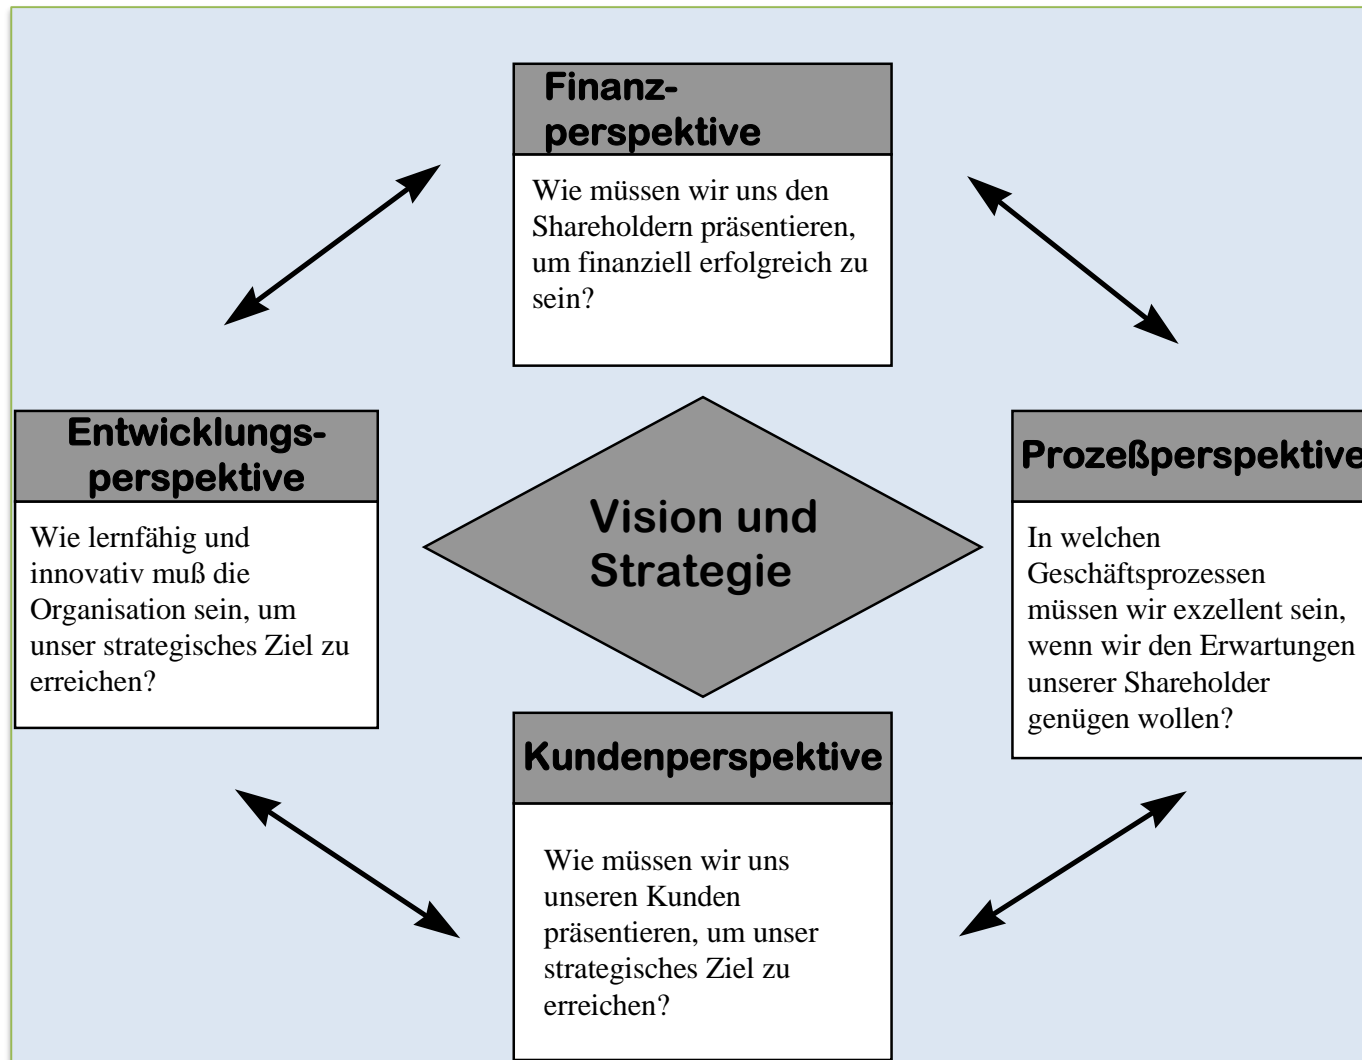 Finanz-
perspektive
Wie müssen wir uns den
Shareholdern präsentieren,
um finanziell erfolgreich zu
sein?
Entwicklungs-
perspektive
Wie lernfähig und
innovativ muß die
Organisation sein, um
unser strategisches Ziel zu
erreichen?
Vision und
Strategie
Prozeßperspektive
In welchen
Geschäftsprozessen
müssen wir exzellent sein,
wenn wir den Erwartungen
unserer Shareholder
genügen wollen?
Kundenperspektive
Wie müssen wir uns
unseren Kunden
präsentieren, um unser
strategisches Ziel zu
erreichen?